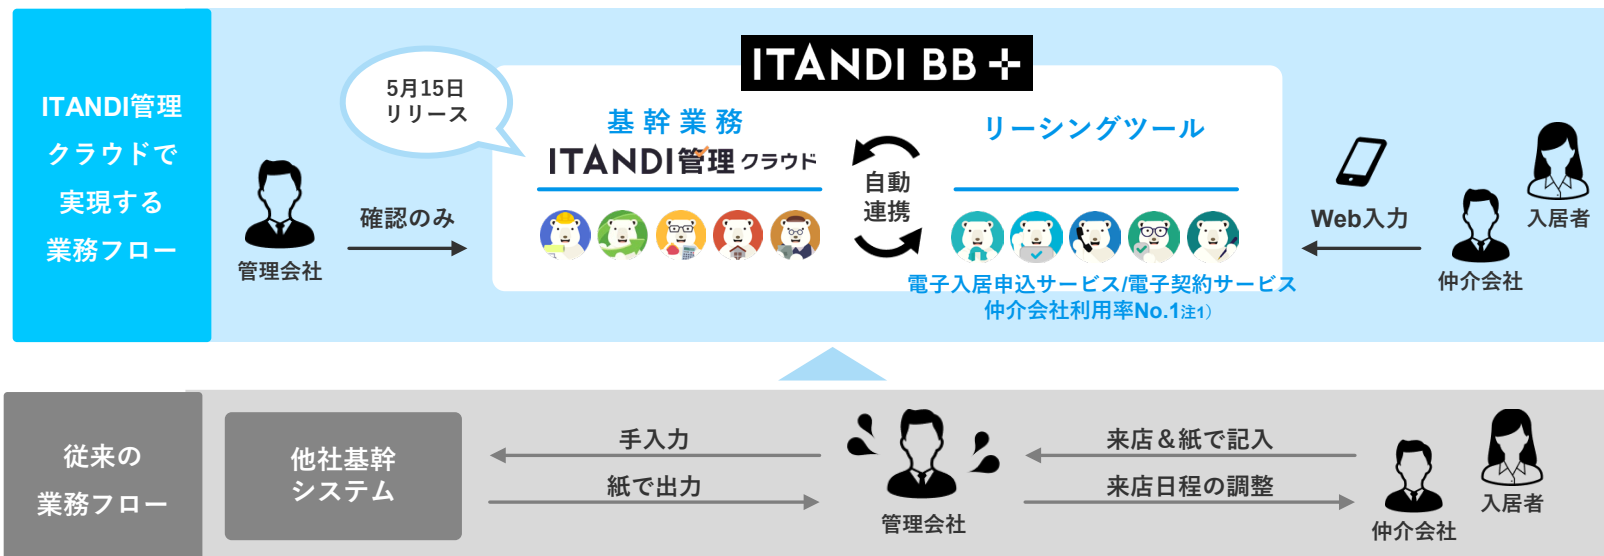 ITANDI管理
クラウドで
実現する
業務フロー
5月15日
リリース
ITANDI BB +
基幹業務
ITANDI管理クラウド
自動
連携
リーシングツール
電子入居申込サービス/電子契約サービス
仲介会社利用率No.1注1）
管理会社
確認のみ
Web入力
仲介会社
入居者
従来の
業務フロー
他社基幹
システム
手入力
紙で出力
管理会社
来店＆紙で記入
来店日程の調整
仲介会社
入居者